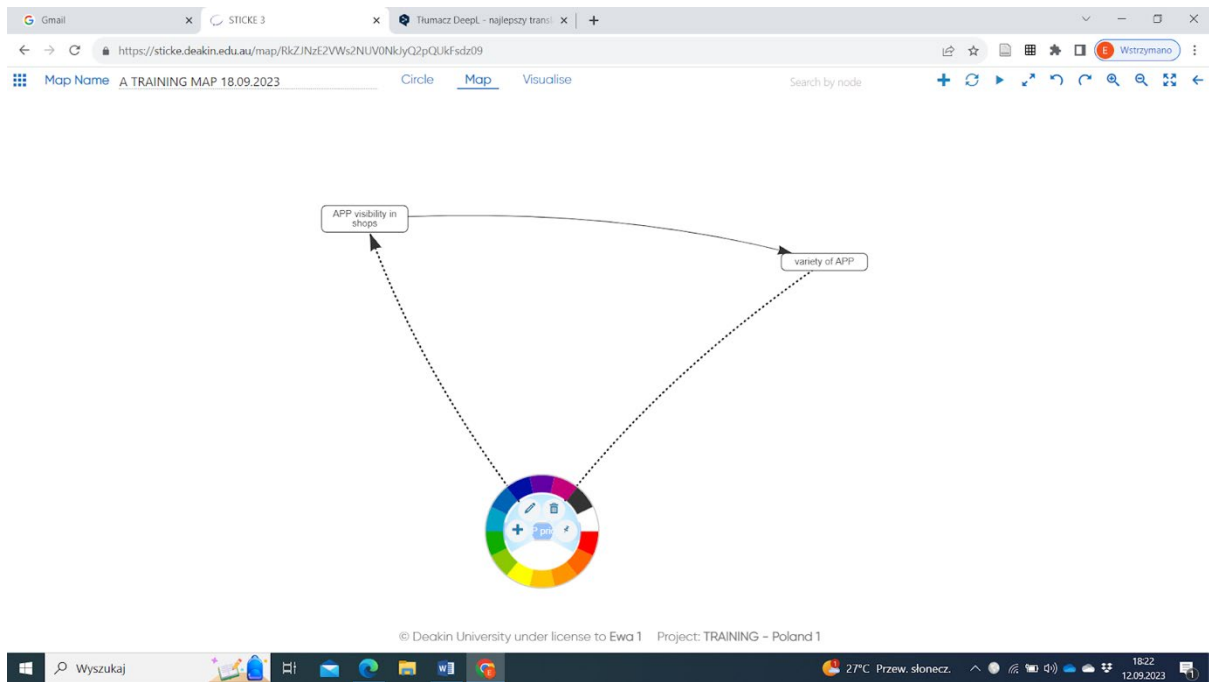 Gmail
STICKE 3
Tłumacz DeepL - najlepszy transl
https://sticke.deakin.edu.au/map/RkZJNzE2VWs2NUV0NkJyQ2pQUkFsdz09
E Wstrzymano
Map Name A TRAINING MAP 18.09.2023
Circle Map Visualise
Search by node
APP visibility in
shops
variety of APP
© Deakin University under license to Ewa 1 Project: TRAINING - Poland 1
Wyszukaj
27°C Przew. słonecz.
18:22
12.09.2023
1